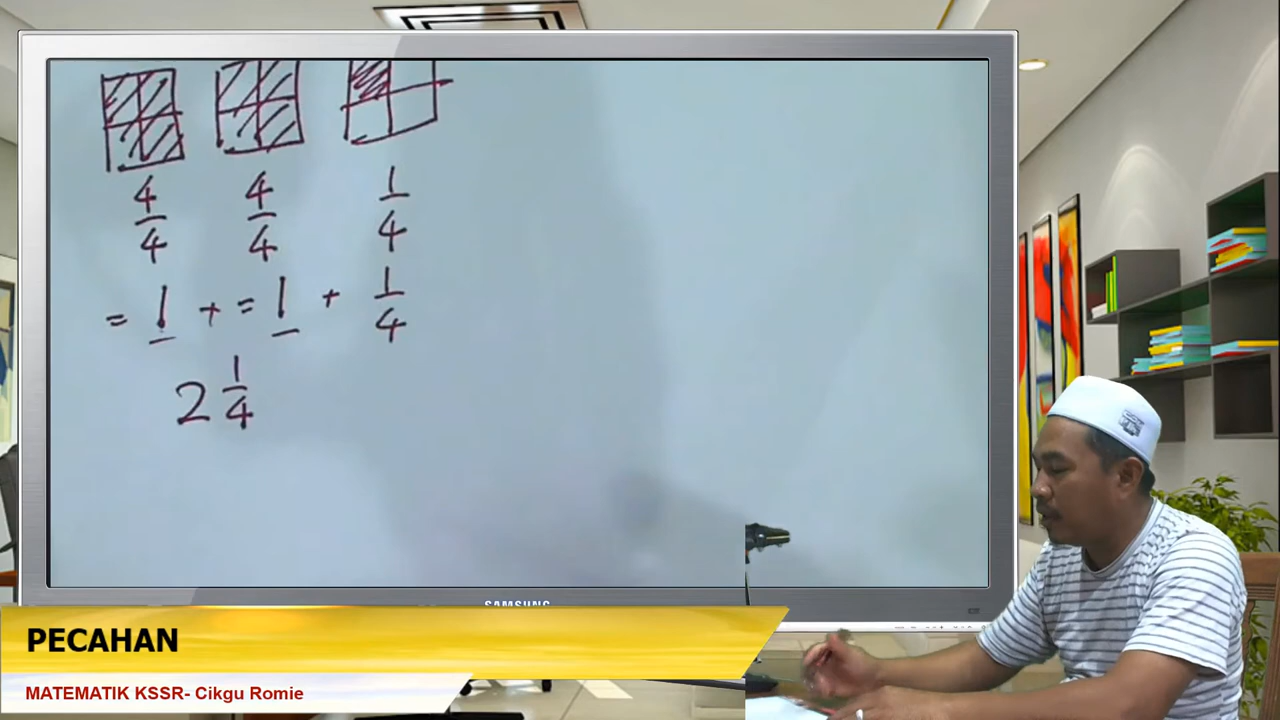 4/4 4/4 1/4
= 1 + = 1 + 1/4
2 1/4
SAMSUNG
PECAHAN
MATEMATIK KSSR- Cikgu Romie